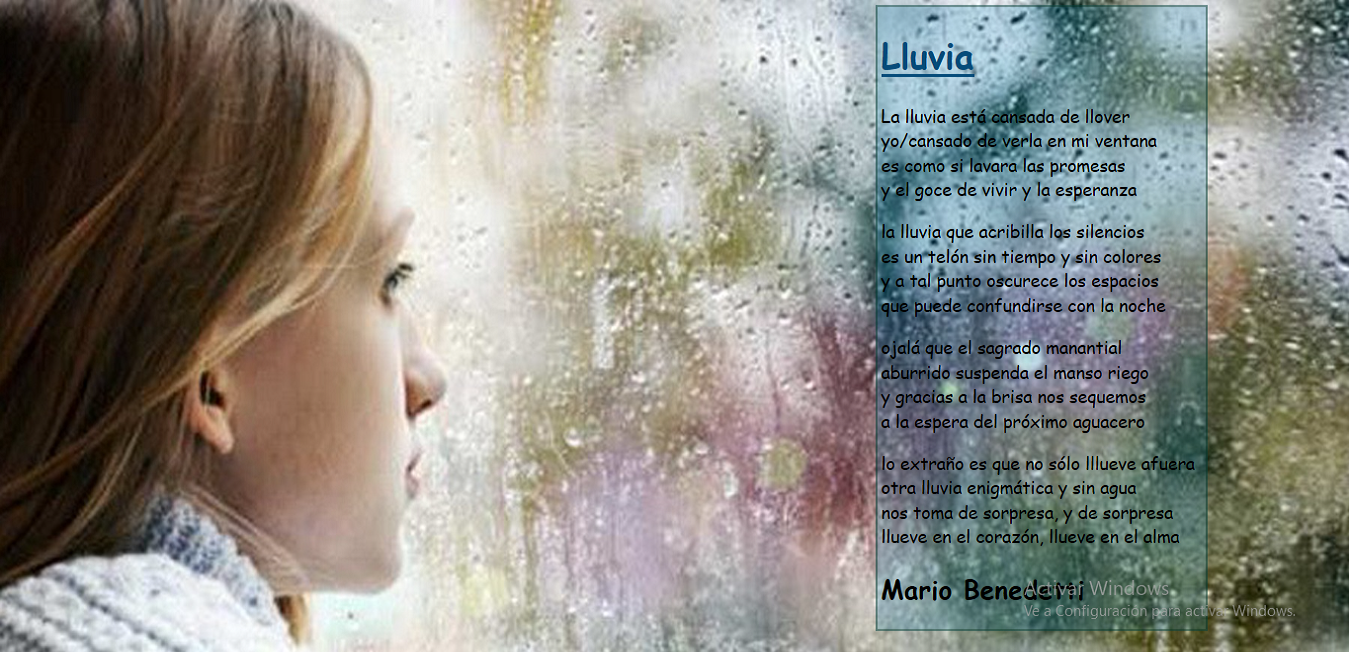 Lluvia
La lluvia está cansada de llover
yo/cansado de verla en mi ventana
es como si lavara las promesas
y el goce de vivir y la esperanza
la lluvia que acribilla los silencios
es un telón sin tiempo y sin colores
y a tal punto oscurece los espacios
que puede confundirse con la noche
ojalá que el sagrado manantial
aburrido suspenda el manso riego
y gracias a la brisa nos sequemos
a la espera del próximo aguacero
lo extraño es que no sólo lllueve afuera
otra lluvia enigmática y sin agua
nos toma de sorpresa, y de sorpresa
llueve en el corazón, llueve en el alma
Mario Benedetti
Activar Windows
Ve a Configuración para activar Windows.